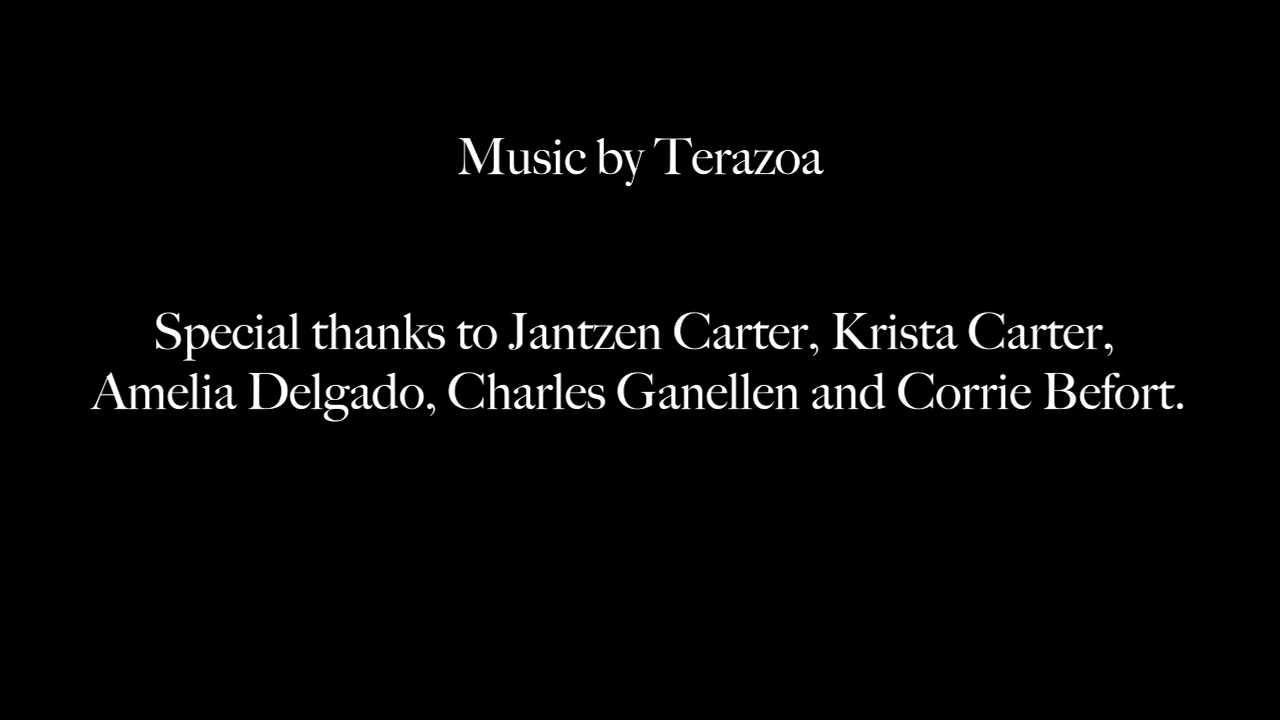 Music by Terazoa
Special thanks to Jantzen Carter, Krista Carter,
Amelia Delgado, Charles Ganellen and Corrie Befort.